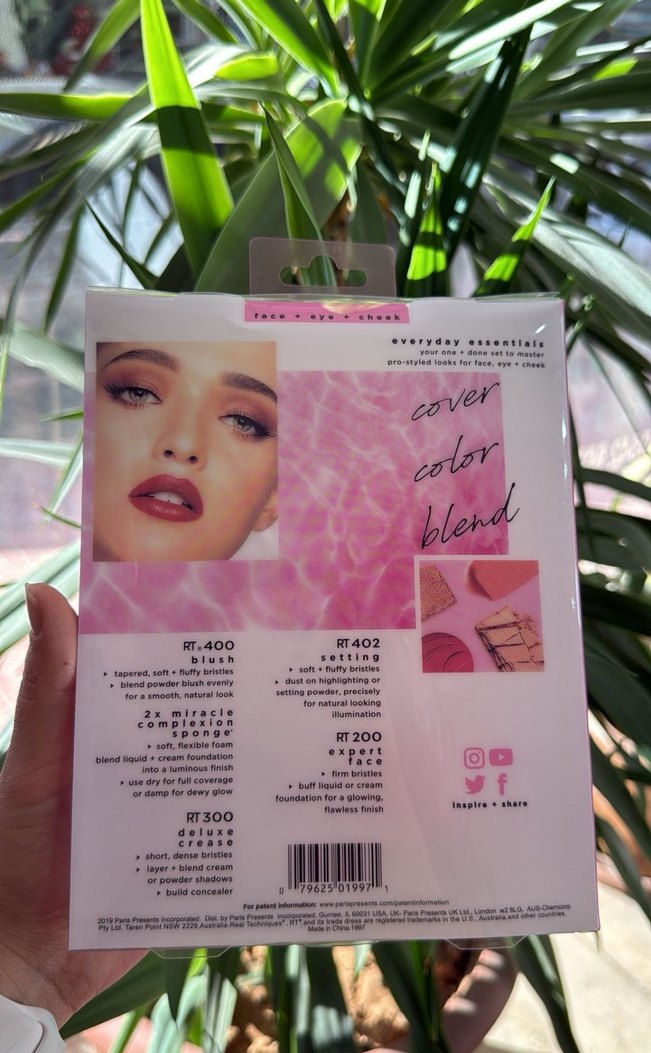 face + eye + cheek
everyday essentials
your one + done set to master
pro-styled looks for face, eye + cheek
cover
color
blend
RT® 400
blush
▸ tapered, soft + fluffy bristles
▸ blend powder blush evenly
for a smooth, natural look
2x miracle
complexion
sponge®
▸ soft, flexible foam
blend liquid + cream foundation
into a luminous finish
▸ use dry for full coverage
or damp for dewy glow
RT 300
deluxe
crease
▸ short, dense bristles
▸ layer + blend cream
or powder shadows
▸ build concealer
RT 402
setting
▸ soft + fluffy bristles
▸ dust on highlighting or
setting powder, precisely
for natural looking
illumination
RT 200
expert
face
▸ firm bristles
▸ buff liquid or cream
foundation for a glowing,
flawless finish
inspire + share
0 79625 01997 1
For patent information: www.parispresents.com/patentinformation
2019 Paris Presents Incorporated. Dist. by Paris Presents Incorporated, Gurnee, IL 60031 USA, UK- Paris Presents UK Ltd., London w2 6LG, AUS-Chemcorp
Pty Ltd, Taren Point NSW 2229, Australia Real Techniques®, RT®, and its trade dress are registered trademarks in the U.S., Australia, and other countries.
Made in China 1997